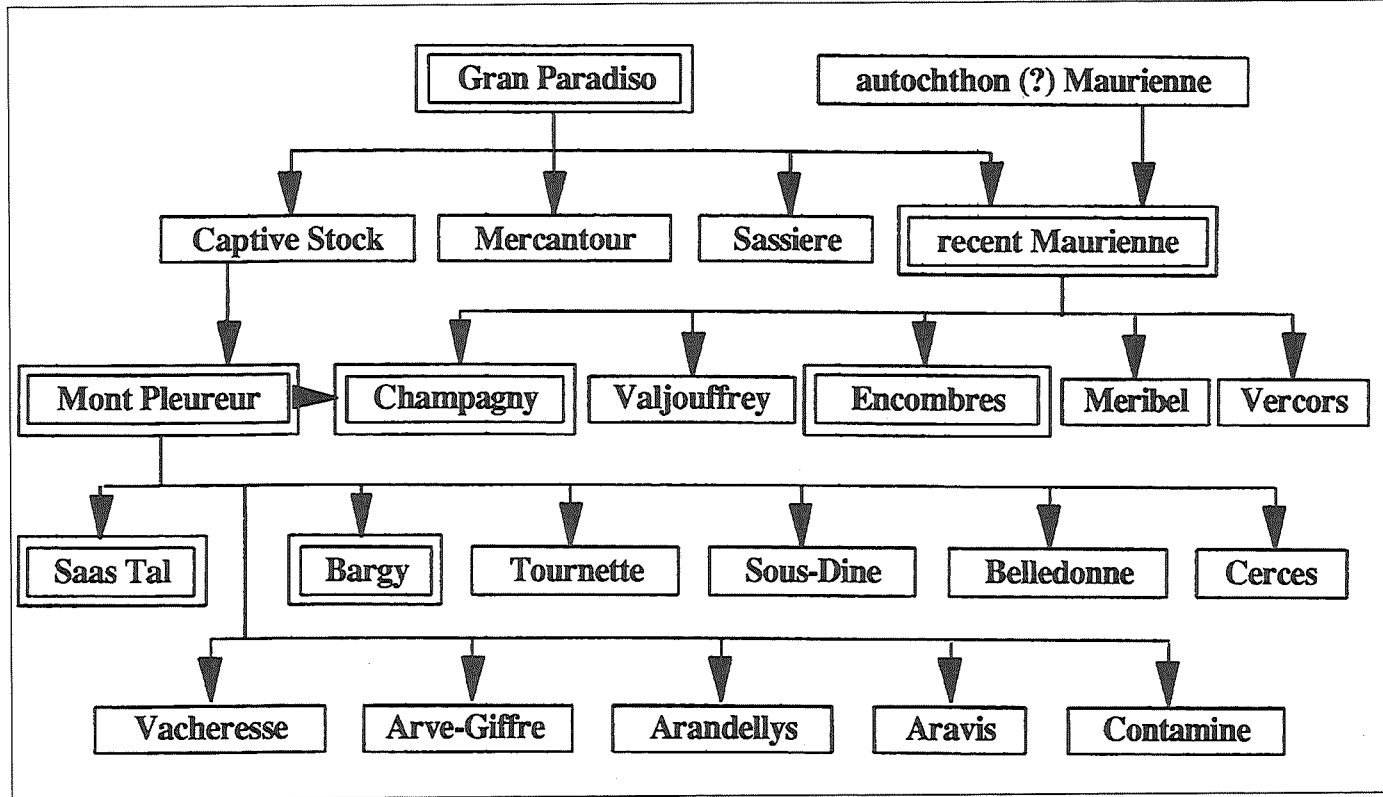 Gran Paradiso
autochthon (?) Maurienne
Captive Stock
Mercantour
Sassiere
recent Maurienne
Mont Pleureur
Champagny
Valjouffrey
Encombres
Meribel
Vercors
Saas Tal
Bargy
Tournette
Sous-Dine
Belledonne
Cerces
Vacheresse
Arve-Giffre
Arandellys
Aravis
Contamine